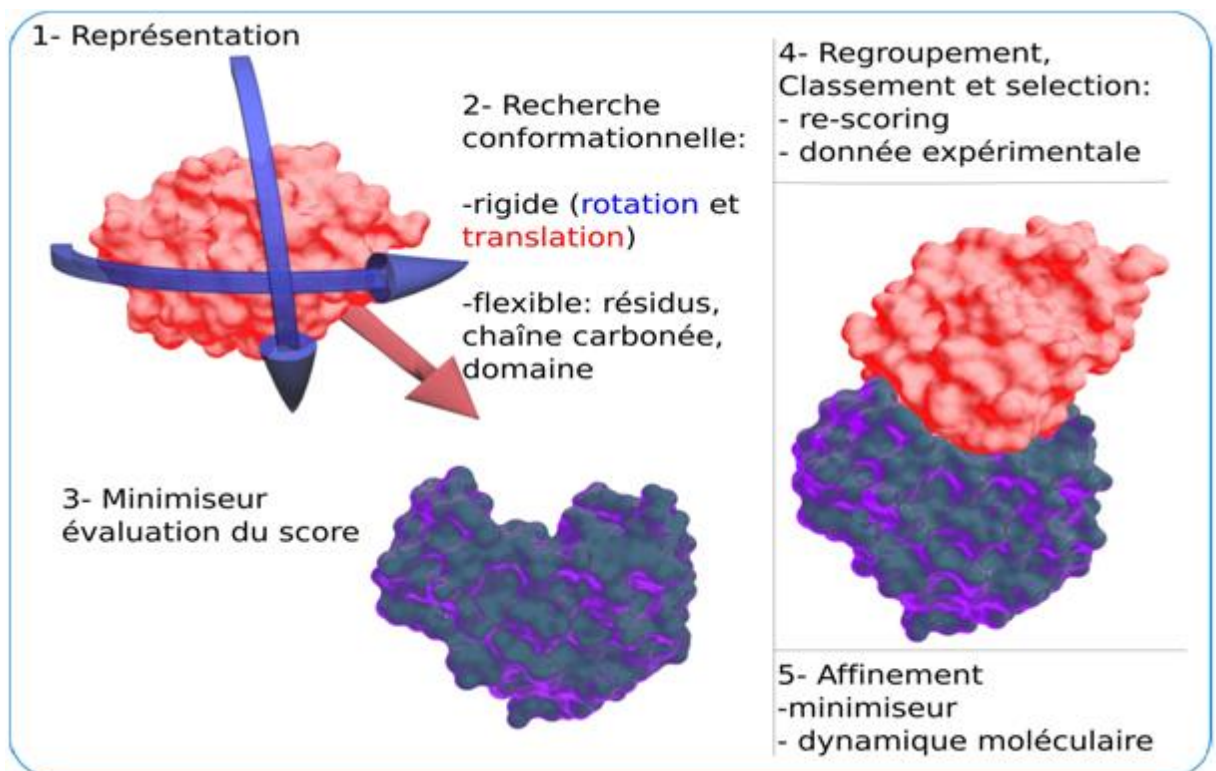 1- Représentation
2- Recherche
conformationnelle:
-rigide (rotation et
translation)
-flexible: résidus,
chaîne carbonée,
domaine
3- Minimiseur
évaluation du score
4- Regroupement,
Classement et selection:
- re-scoring
- donnée expérimentale
5- Affinement
-minimiseur
- dynamique moléculaire